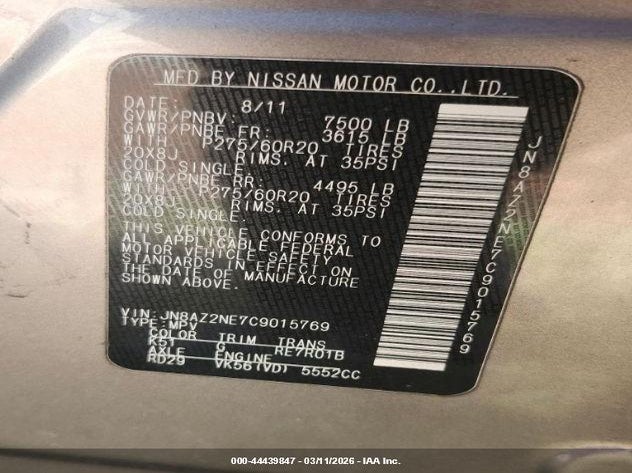 MFD BY NISSAN MOTOR CO.,LTD.
DATE: 8/11
GVWR/PNBV: 7500 LB
GAWR/PNBE FR: 3615 LB
WITH P275/60R20 TIRES
20X8J RIMS. AT 35PSI
COLD SINGLE.
GAWR/PNBE RR: 4495 LB
WITH P275/60R20 TIRES
20X8J RIMS. AT 35PSI
COLD SINGLE.
THIS VEHICLE CONFORMS TO
ALL APPLICABLE FEDERAL
MOTOR VEHICLE SAFETY
STANDARDS IN EFFECT ON
THE DATE OF MANUFACTURE
SHOWN ABOVE.
VIN:JN8AZ2NE7C9015769
TYPE:MPV
COLOR TRIM TRANS
K51 G RE7R01B
AXLE ENGINE
RD29 VK56(VD) 5552CC
JN8AZ2NE7C9015769
000-44439847 - 03/11/2026 - IAA Inc.